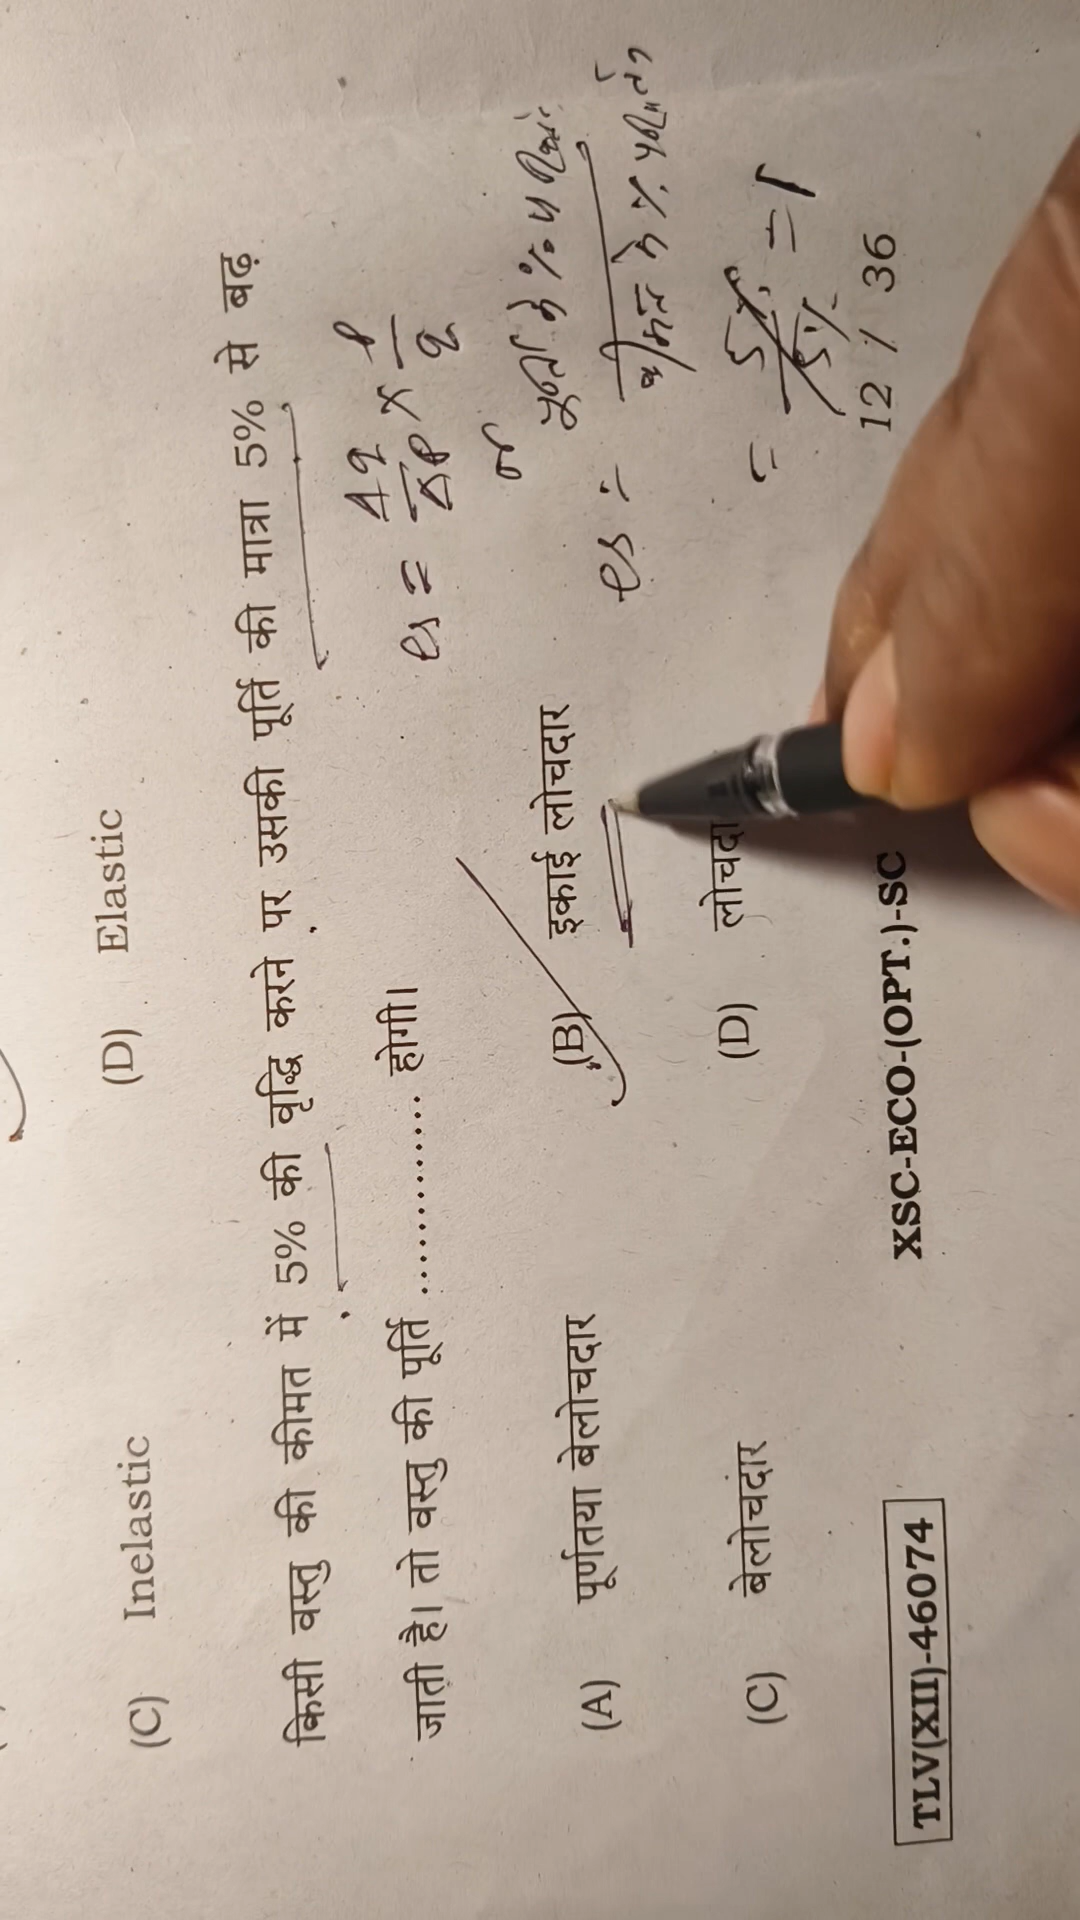 (C) Inelastic (D) Elastic
किसी वस्तु की कीमत में 5% की वृद्धि करने पर उसकी पूर्ति की मात्रा 5% से बढ़
जाती है। तो वस्तु की पूर्ति ............. होगी।
es = Δq/Δp × p/q
or
(A) पूर्णतया बेलोचदार (B) इकाई लोचदार
es =
= 5%/5% = 1
(C) बेलोचदार (D)
TLV(XII)-46074 XSC-ECO-(OPT.)-SC 12 / 36